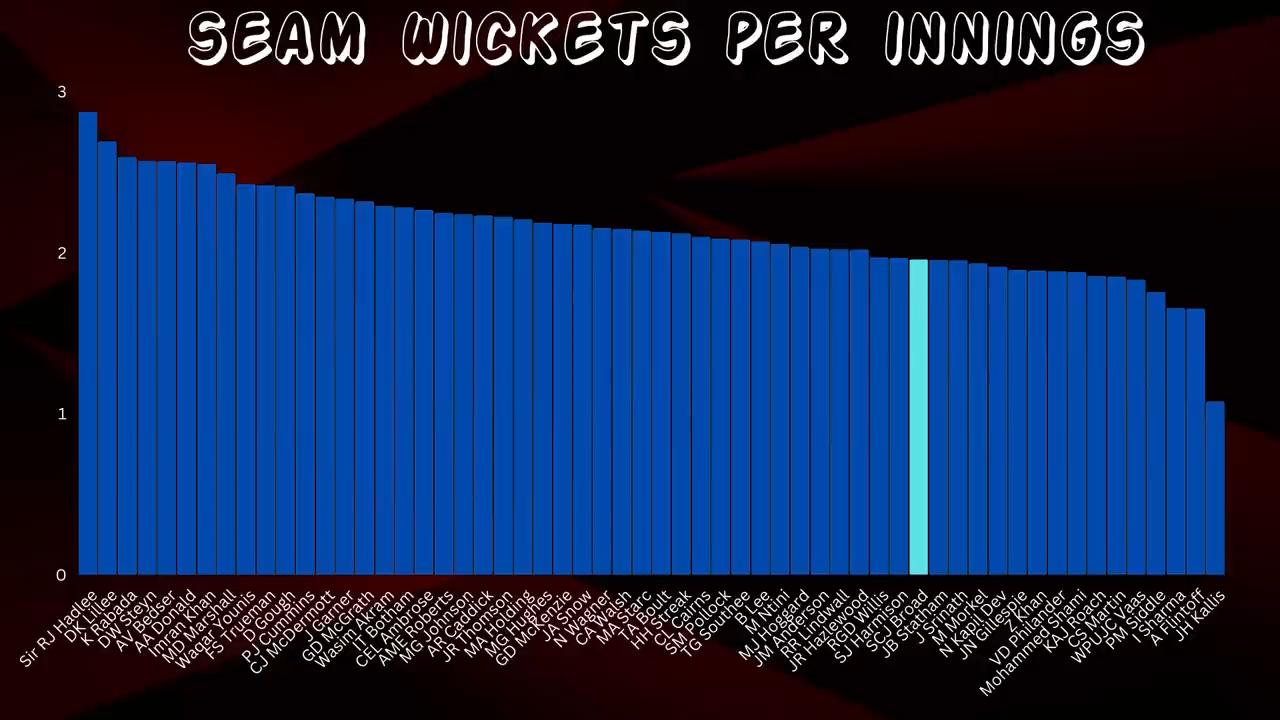 SEAM WICKETS PER INNINGS
3
2
1
0
Sir RJ Hadlee
DK Lillee
K Rabada
DW Steyn
AV Bedser
AA Donald
Imran Khan
MD Marshall
Waqar Younis
FS Trueman
D Gough
PJ Cummins
CJ McDermott
J Garner
GD McGrath
Wasim Akram
IT Botham
CEL Ambrose
AME Roberts
MG Johnson
AR Caddick
JR Thomson
MA Holding
MG Hughes
GD McKenzie
JA Snow
N Wagner
CA Walsh
MA Starc
TA Boult
HH Streak
CL Cairns
SM Pollock
TG Southee
B Lee
M Ntini
MJ Hoggard
JM Anderson
RR Lindwall
JR Hazlewood
RGD Willis
SJ Harmison
SCJ Broad
JB Statham
J Srinath
M Morkel
N Kapil Dev
JN Gillespie
Z Khan
VD Philander
Mohammed Shami
KAJ Roach
CS Martin
WPUJC Vaas
PM Siddle
I Sharma
A Flintoff
JH Kallis